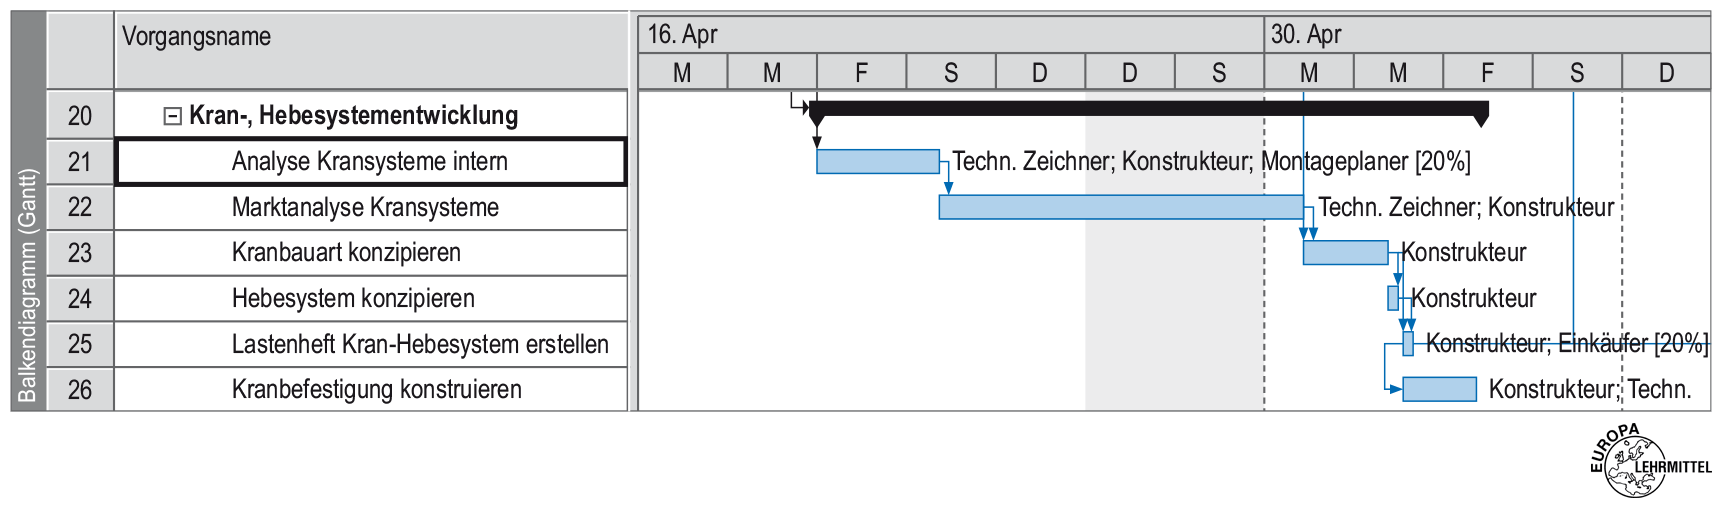 Balkendiagramm (Gantt)
Vorgangsname
16. Apr
30. Apr
M M F S D D S M M F S D
20 Kran-, Hebesystementwicklung
21 Analyse Kransysteme intern Techn. Zeichner; Konstrukteur; Montageplaner [20%]
22 Marktanalyse Kransysteme Techn. Zeichner; Konstrukteur
23 Kranbauart konzipieren Konstrukteur
24 Hebesystem konzipieren Konstrukteur
25 Lastenheft Kran-Hebesystem erstellen Konstrukteur; Einkäufer [20%]
26 Kranbefestigung konstruieren Konstrukteur; Techn.
EUROPA
LEHRMITTEL